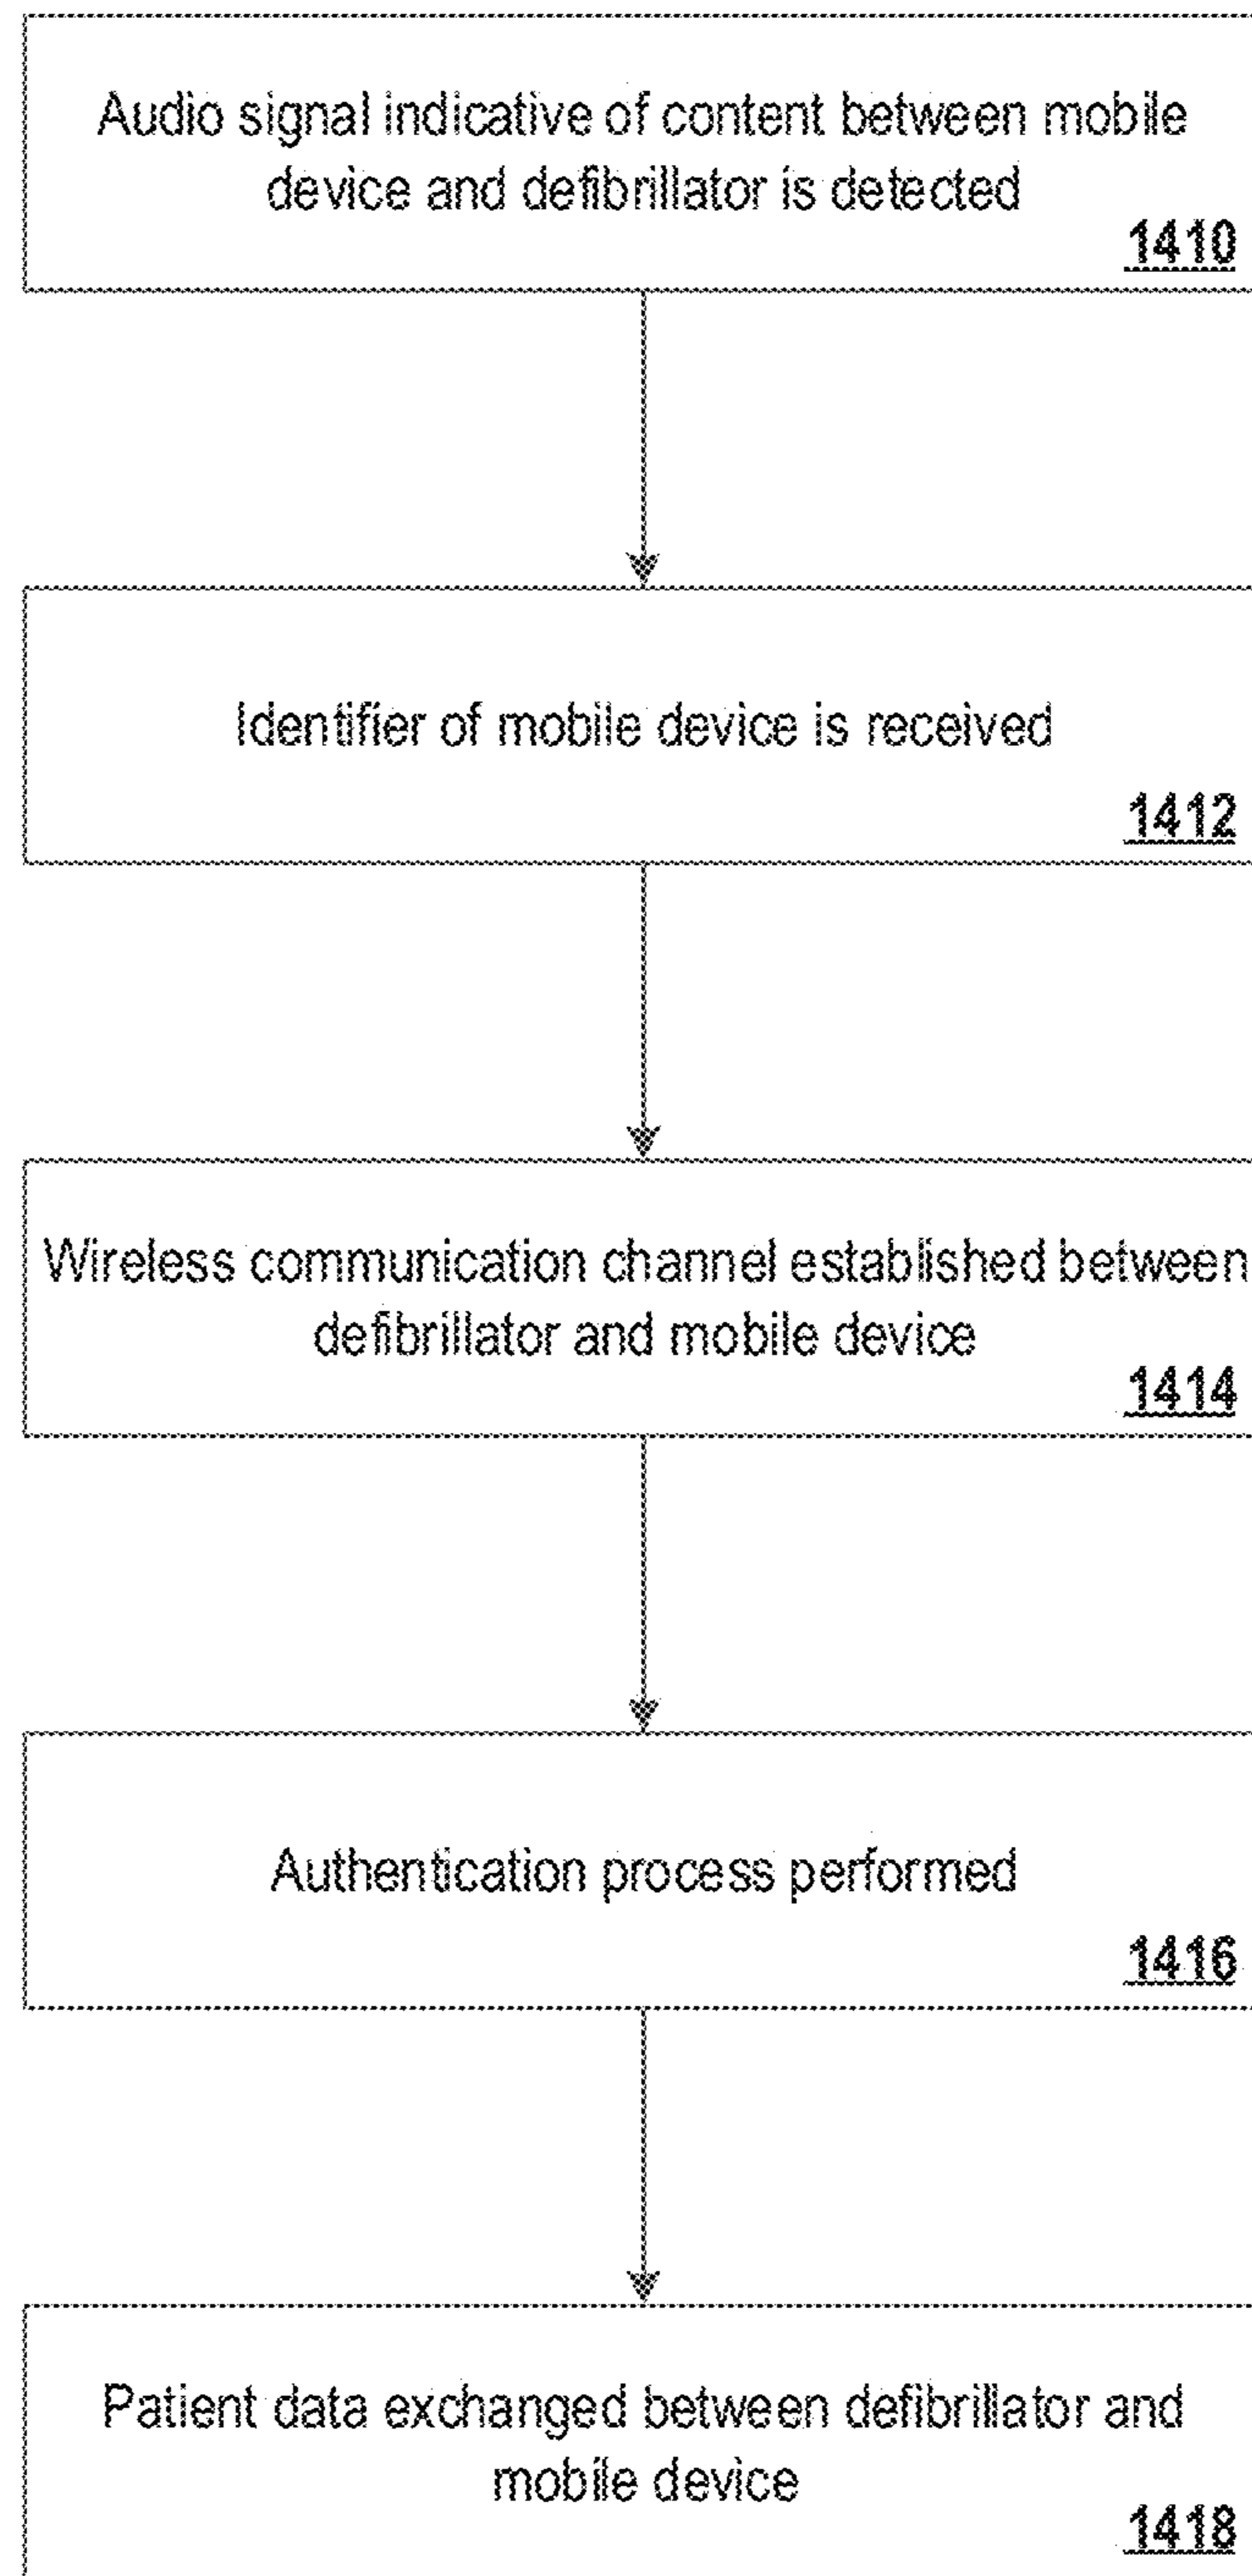 Audio signal indicative of content between mobile
device and defibrillator is detected
1410
Identifier of mobile device is received
1412
Wireless communication channel established between
defibrillator and mobile device
1414
Authentication process performed
1416
Patient data exchanged between defibrillator and
mobile device
1418